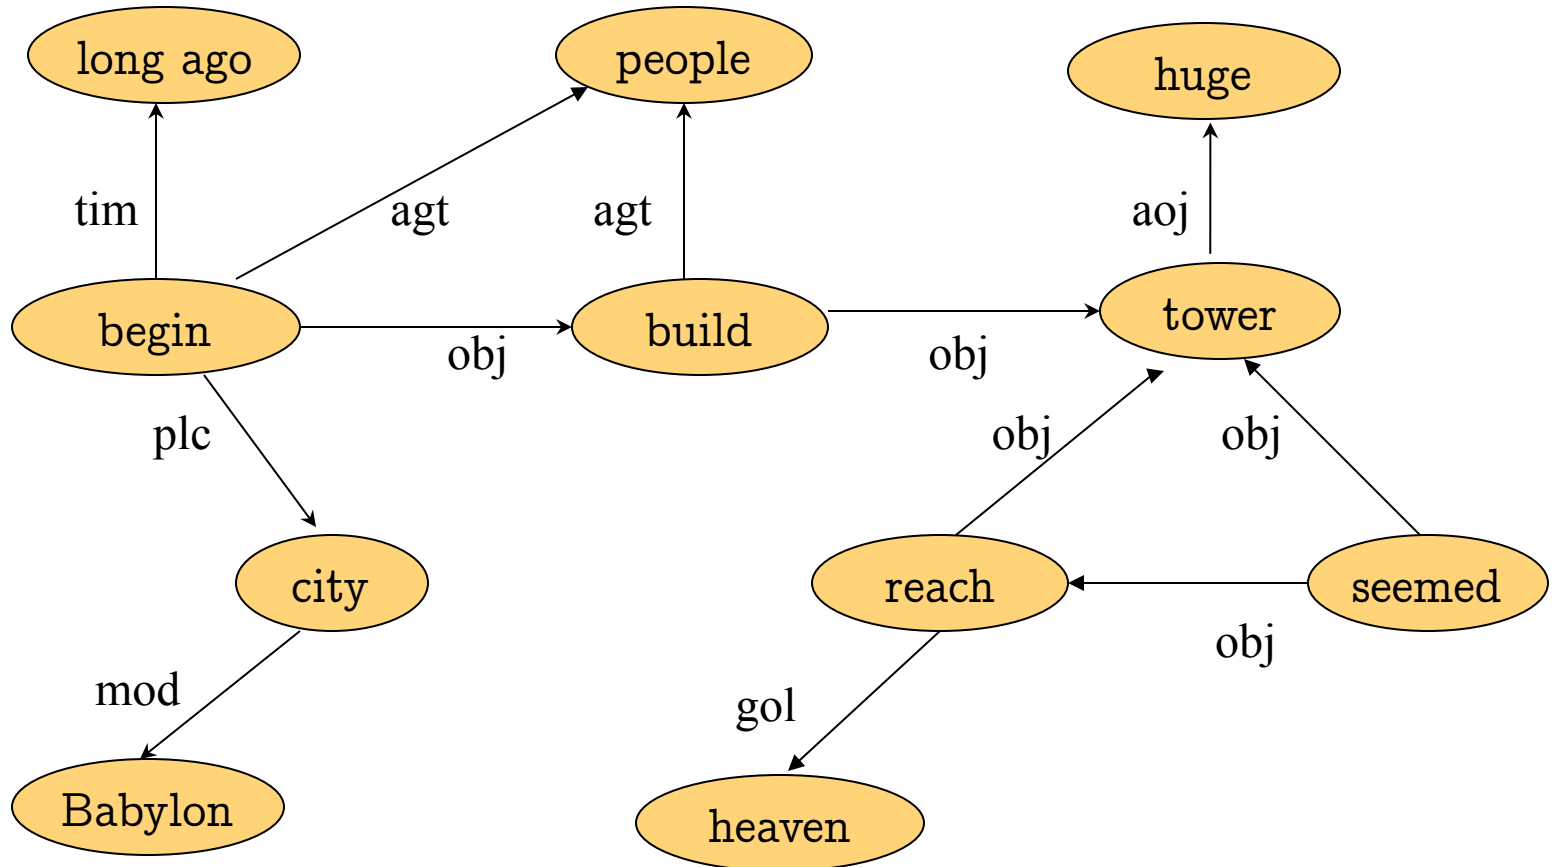 long ago
people
huge
tim
agt
agt
aoj
begin
obj
build
obj
tower
plc
obj
obj
city
reach
seemed
obj
mod
gol
Babylon
heaven